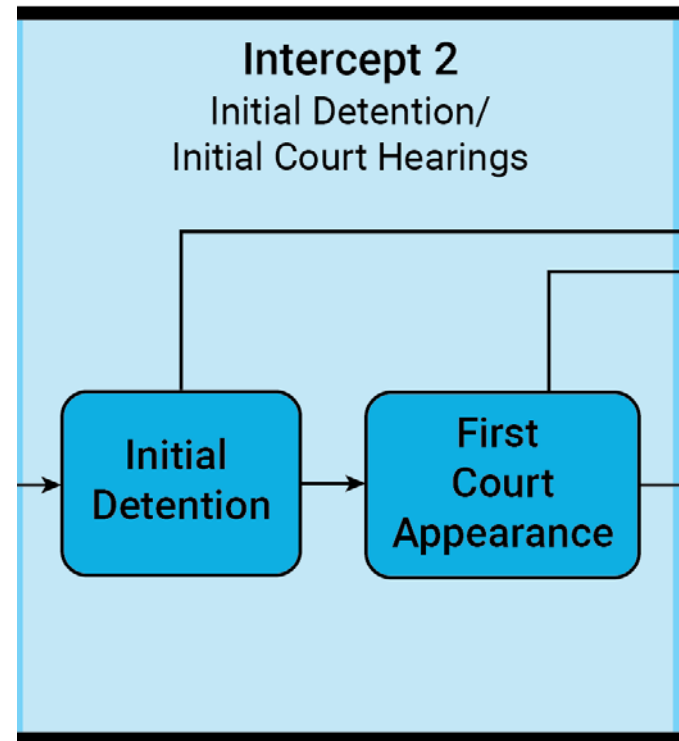 Intercept 2
Initial Detention/
Initial Court Hearings
Initial
Detention
First
Court
Appearance